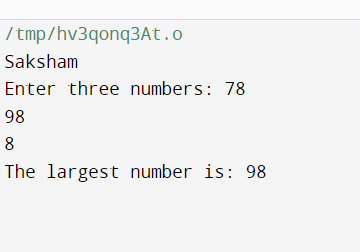 /tmp/hv3qonq3At.o
Saksham
Enter three numbers: 78
98
8
The largest number is: 98